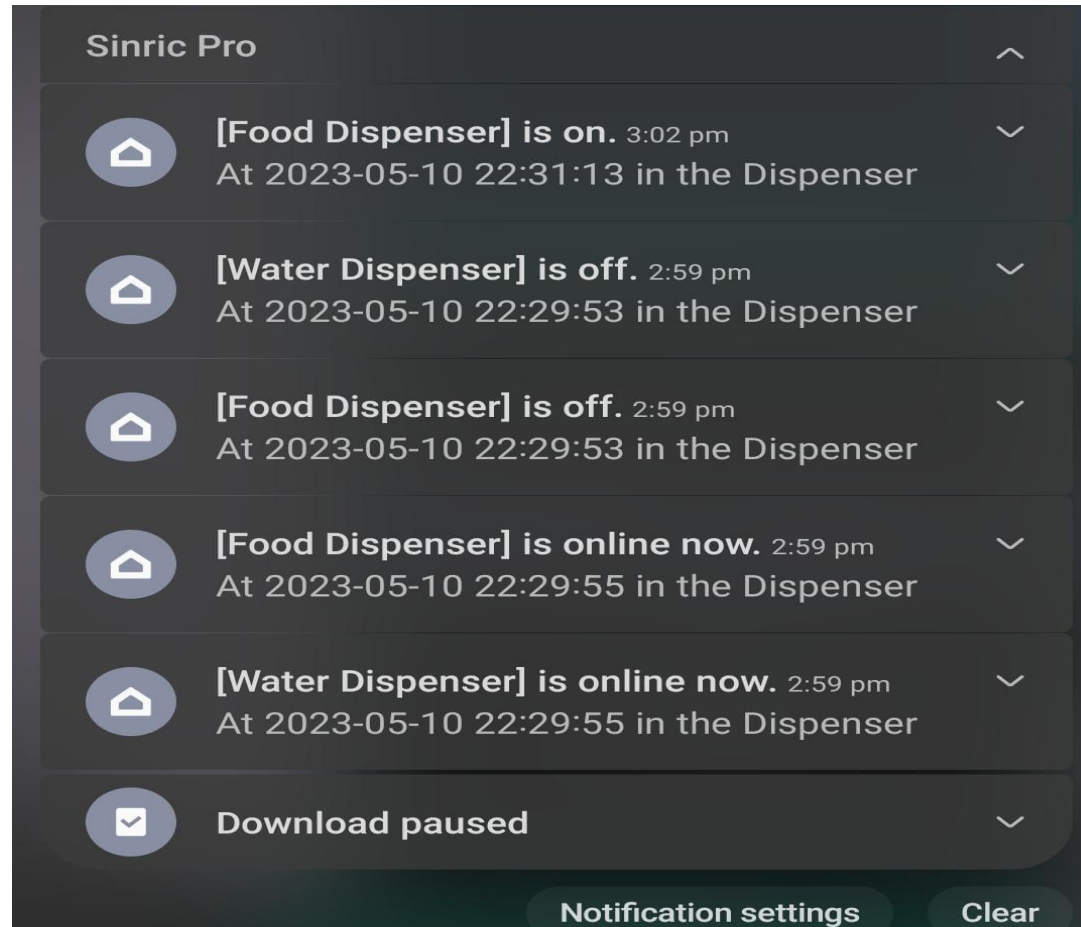 Sinric Pro
[Food Dispenser] is on. 3:02 pm
At 2023-05-10 22:31:13 in the Dispenser
[Water Dispenser] is off. 2:59 pm
At 2023-05-10 22:29:53 in the Dispenser
[Food Dispenser] is off. 2:59 pm
At 2023-05-10 22:29:53 in the Dispenser
[Food Dispenser] is online now. 2:59 pm
At 2023-05-10 22:29:55 in the Dispenser
[Water Dispenser] is online now. 2:59 pm
At 2023-05-10 22:29:55 in the Dispenser
Download paused
Notification settings Clear